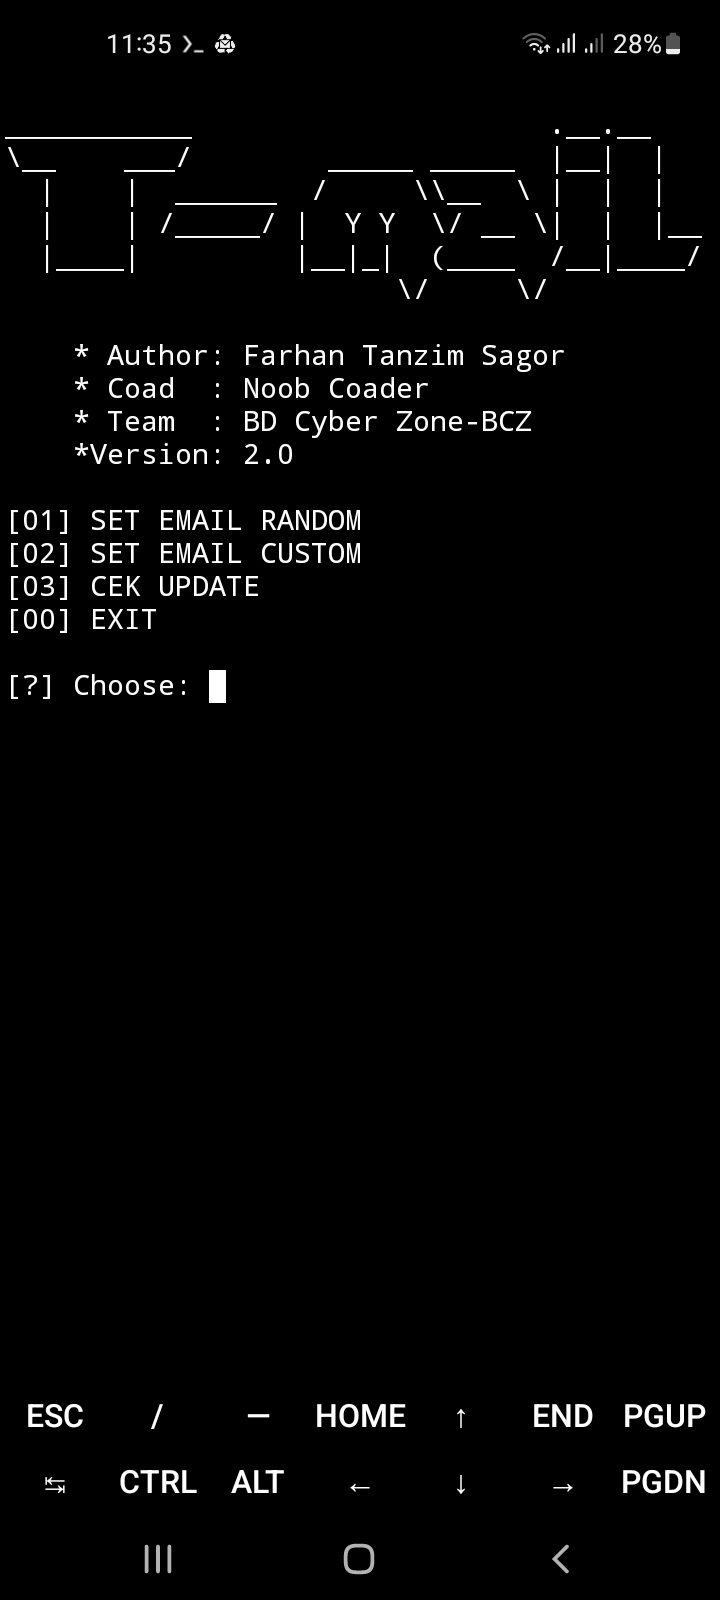 11:35 28%
T-mail
* Author: Farhan Tanzim Sagor
* Coad  : Noob Coader
* Team  : BD Cyber Zone-BCZ
*Version: 2.0
[01] SET EMAIL RANDOM
[02] SET EMAIL CUSTOM
[03] CEK UPDATE
[00] EXIT
[?] Choose:
ESC / — HOME ↑ END PGUP
↹ CTRL ALT ← ↓ → PGDN